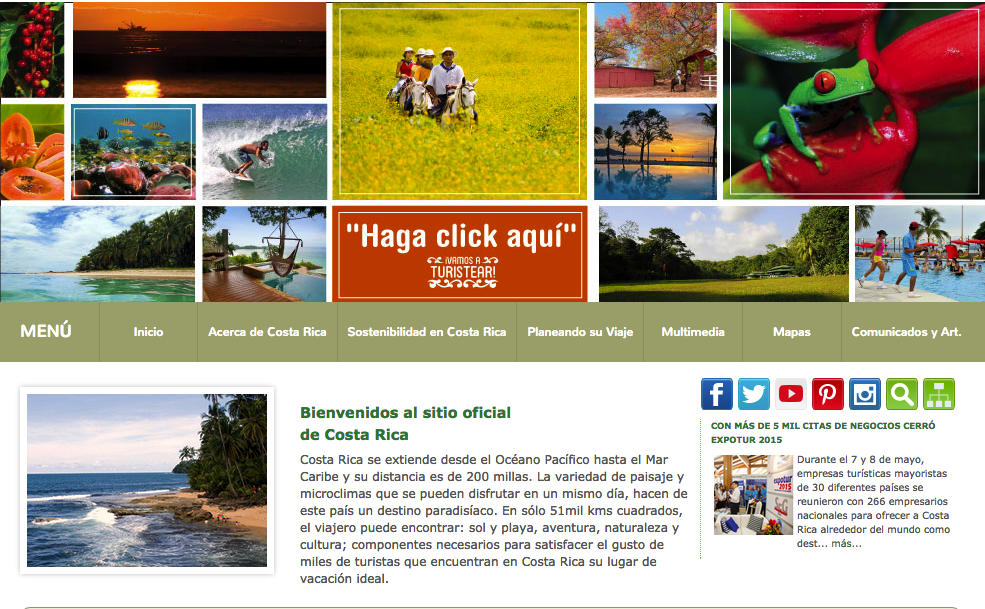 "Haga click aquí"
¡VAMOS A
TURISTEAR!
MENÚ
Inicio
Acerca de Costa Rica
Sostenibilidad en Costa Rica
Planeando su Viaje
Multimedia
Mapas
Comunicados y Art.
Bienvenidos al sitio oficial
de Costa Rica
Costa Rica se extiende desde el Océano Pacífico hasta el Mar
Caribe y su distancia es de 200 millas. La variedad de paisaje y
microclimas que se pueden disfrutar en un mismo día, hacen de
este país un destino paradisíaco. En sólo 51mil kms cuadrados,
el viajero puede encontrar: sol y playa, aventura, naturaleza y
cultura; componentes necesarios para satisfacer el gusto de
miles de turistas que encuentran en Costa Rica su lugar de
vacación ideal.
CON MÁS DE 5 MIL CITAS DE NEGOCIOS CERRÓ
EXPOTUR 2015
expotur
2015
Durante el 7 y 8 de mayo,
empresas turísticas mayoristas
de 30 diferentes países se
reunieron con 266 empresarios
nacionales para ofrecer a Costa
Rica alrededor del mundo como
dest... más...